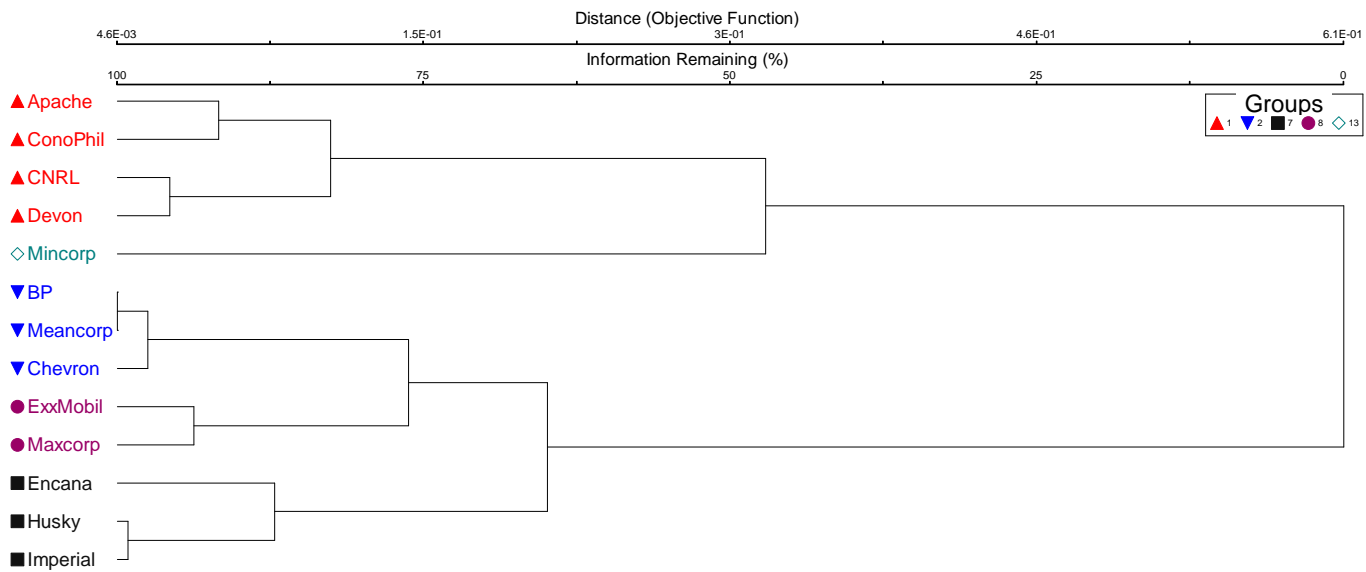 Distance (Objective Function)
4.6E-03 1.5E-01 3E-01 4.6E-01 6.1E-01
Information Remaining (%)
100 75 50 25 0
Apache
ConoPhil
CNRL
Devon
Mincorp
BP
Meancorp
Chevron
ExxMobil
Maxcorp
Encana
Husky
Imperial
Groups
1 2 7 8 13